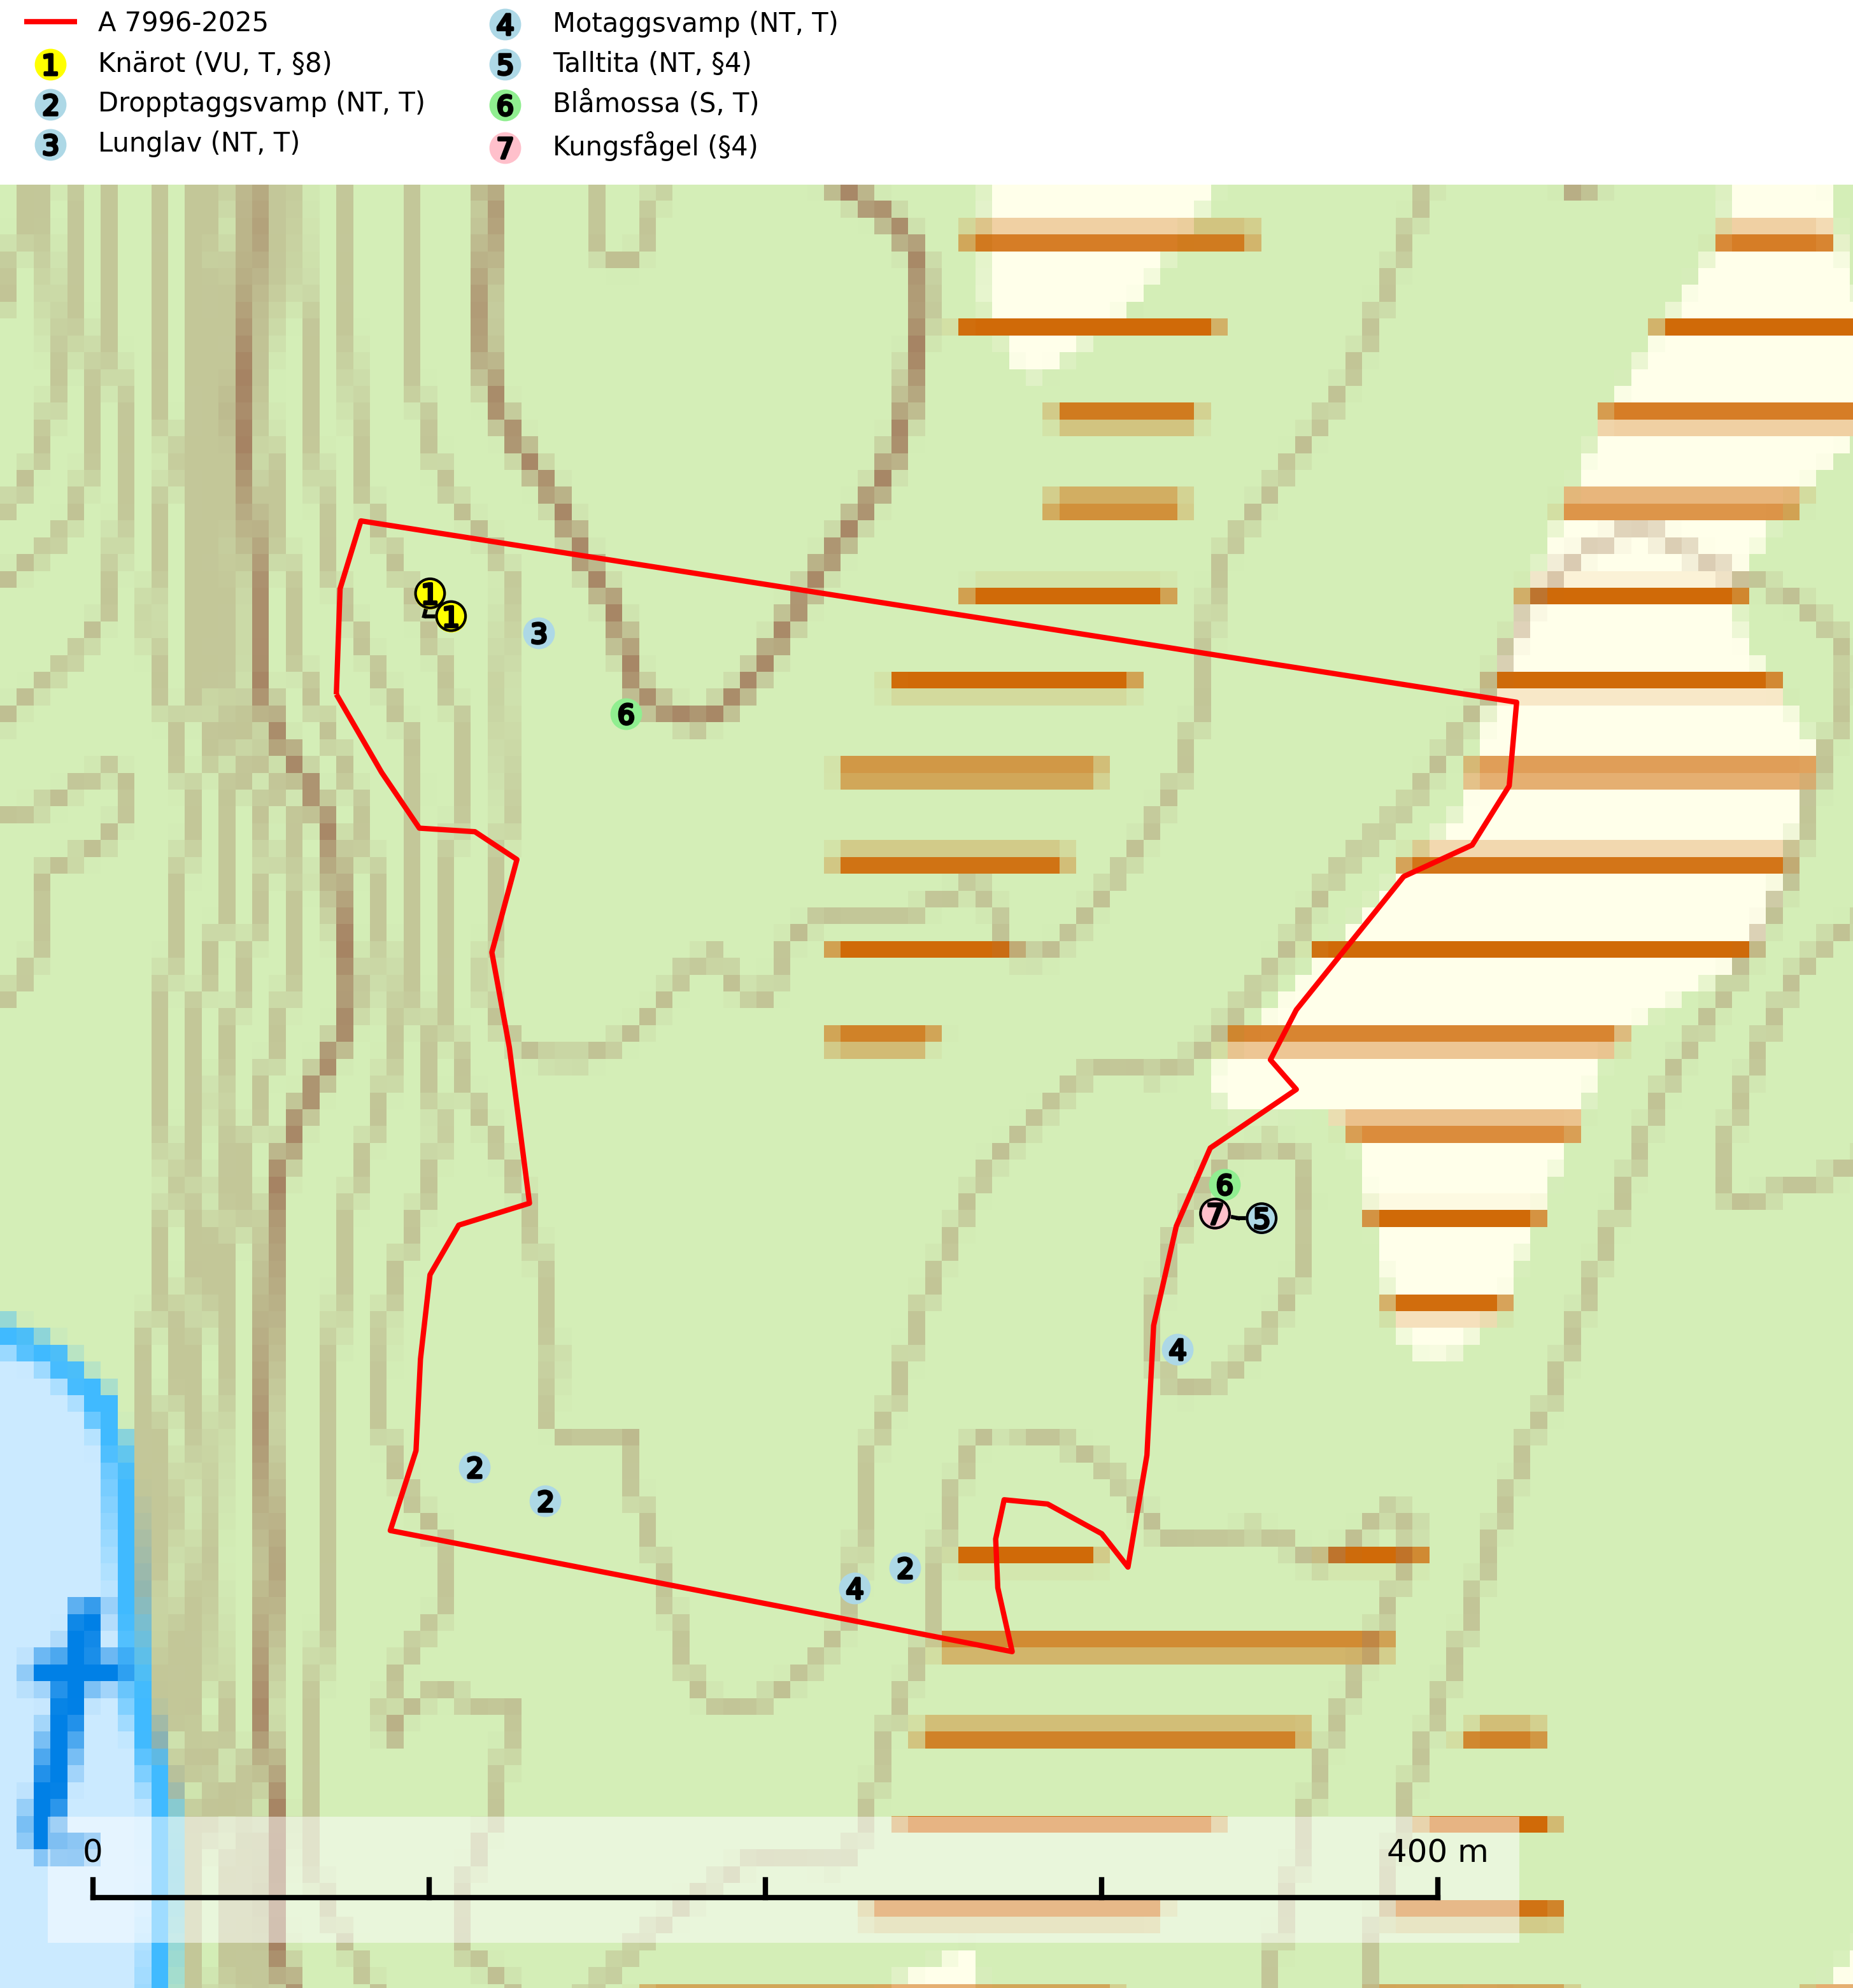 A 7996-2025
1 Knärot (VU, T, §8)
2 Dropptaggsvamp (NT, T)
3 Lunglav (NT, T)
4 Motaggsvamp (NT, T)
5 Talltita (NT, §4)
6 Blåmossa (S, T)
7 Kungsfågel (§4)
1
1
3
6
6
7 5
4
2
2
2
4
0 400 m